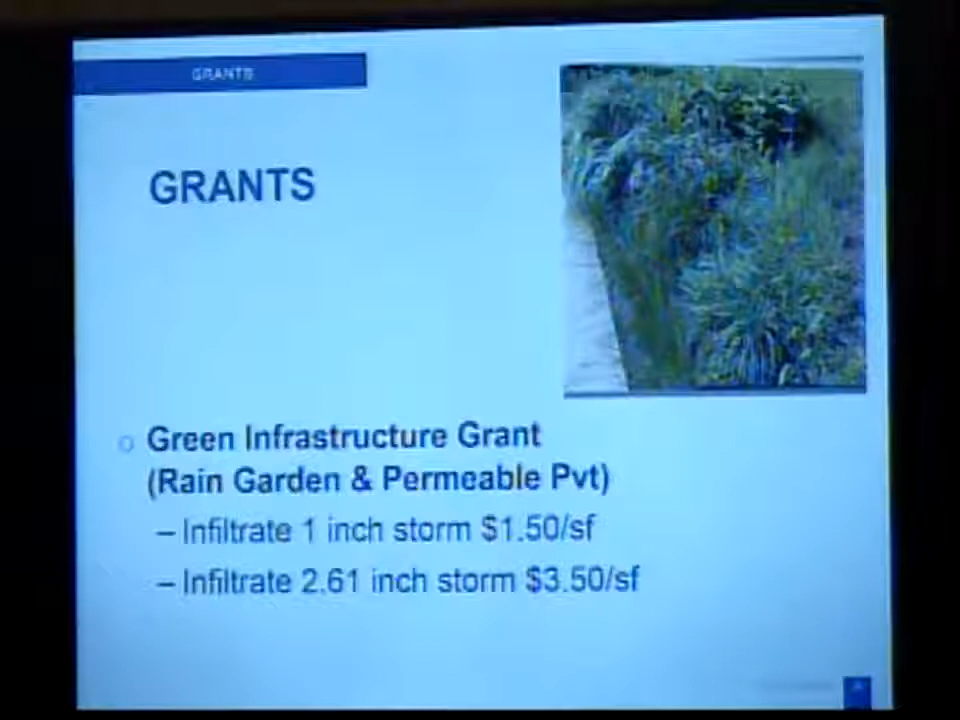 GRANTS
GRANTS
○ Green Infrastructure Grant
(Rain Garden & Permeable Pvt)
– Infiltrate 1 inch storm $1.50/sf
– Infiltrate 2.61 inch storm $3.50/sf